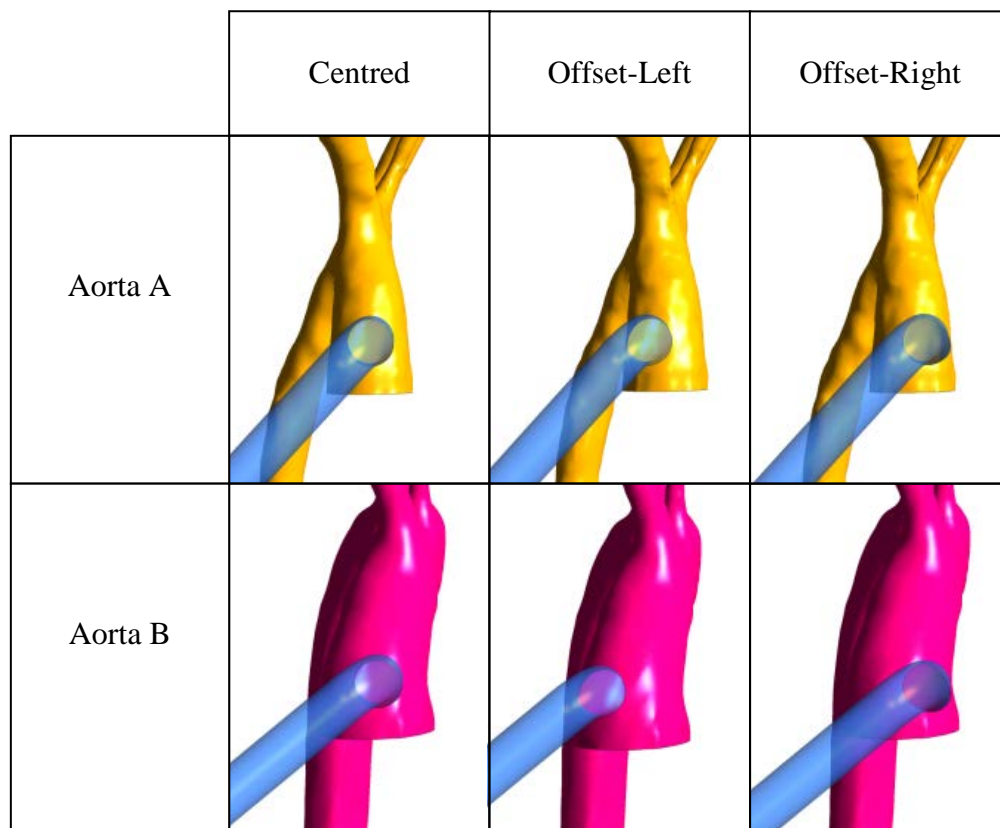 Centred
Offset-Left
Offset-Right
Aorta A
Aorta B